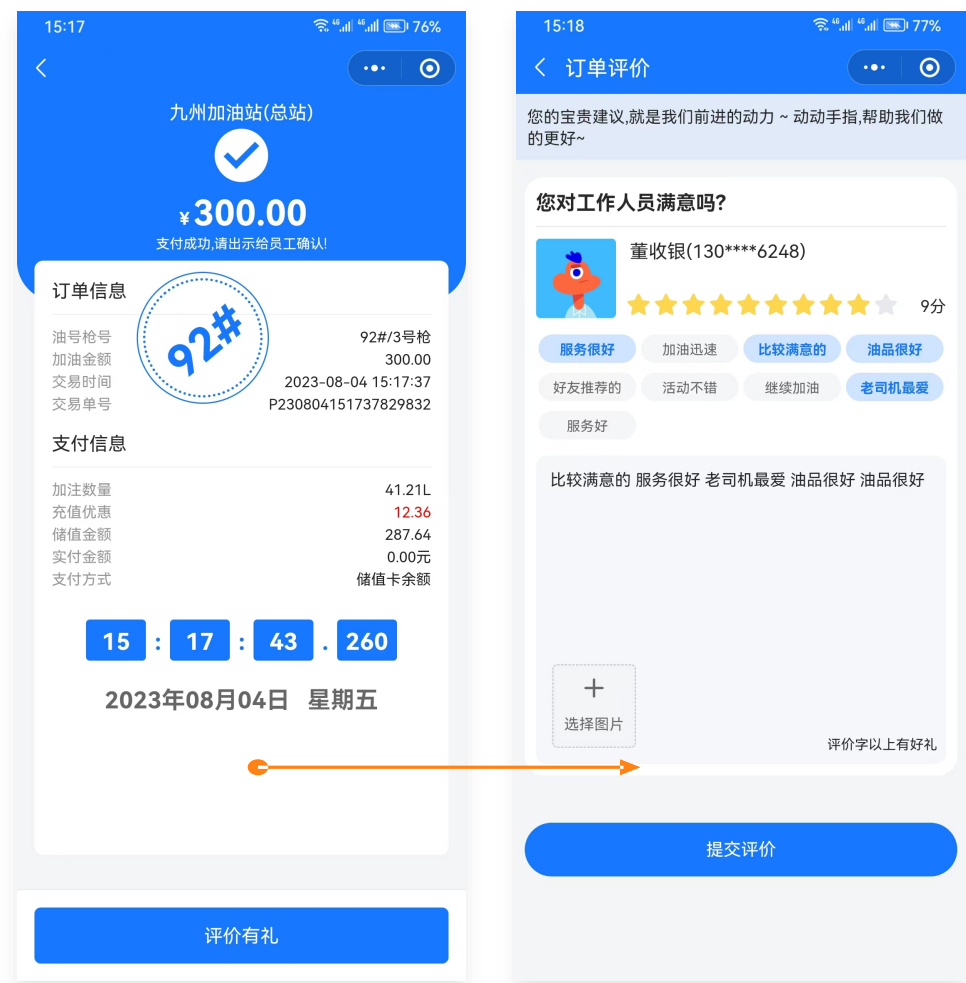 15:17
76%
九州加油站(总站)
¥300.00
支付成功,请出示给员工确认!
订单信息
92#
油号枪号 92#/3号枪
加油金额 300.00
交易时间 2023-08-04 15:17:37
交易单号 P230804151737829832
支付信息
加注数量 41.21L
充值优惠 12.36
储值金额 287.64
实付金额 0.00元
支付方式 储值卡余额
15 : 17 : 43 . 260
2023年08月04日 星期五
评价有礼
15:18
77%
订单评价
您的宝贵建议,就是我们前进的动力 ~ 动动手指,帮助我们做
的更好~
您对工作人员满意吗?
董收银(130****6248)
9分
服务很好 加油迅速 比较满意的 油品很好
好友推荐的 活动不错 继续加油 老司机最爱
服务好
比较满意的 服务很好 老司机最爱 油品很好 油品很好
选择图片
评价字以上有好礼
提交评价